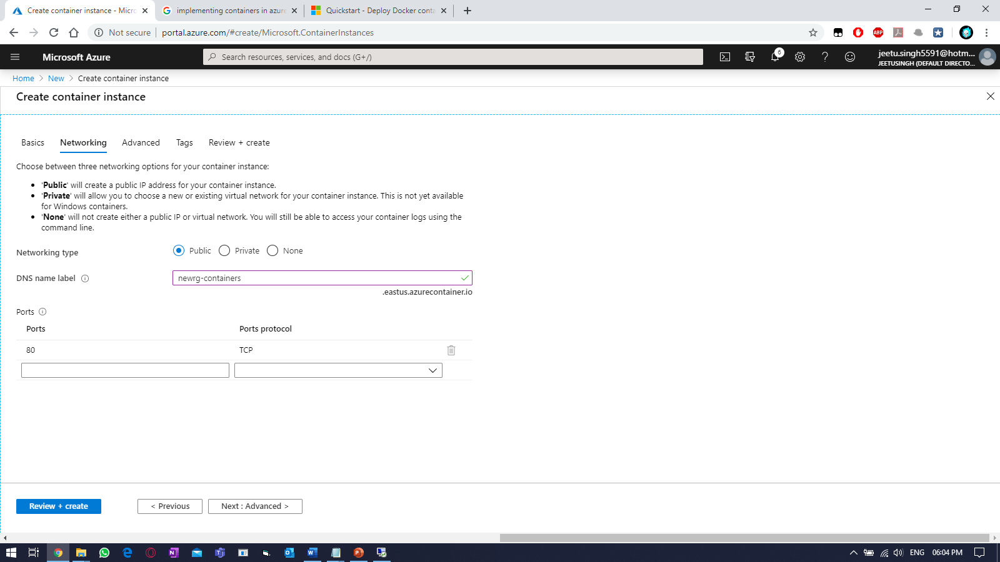 Create container instance - Micro
implementing containers in azure
Quickstart - Deploy Docker conta
Not secure
portal.azure.com/#create/Microsoft.ContainerInstances
ABP
Microsoft Azure
Search resources, services, and docs (G+/)
6
jeetu.singh5591@hotm...
JEETUSINGH (DEFAULT DIRECTO...
Home > New > Create container instance
Create container instance
Basics
Networking
Advanced
Tags
Review + create
Choose between three networking options for your container instance:
• 'Public' will create a public IP address for your container instance.
• 'Private' will allow you to choose a new or existing virtual network for your container instance. This is not yet available
for Windows containers.
• 'None' will not create either a public IP or virtual network. You will still be able to access your container logs using the
command line.
Networking type
Public
Private
None
DNS name label
newrg-containers
.eastus.azurecontainer.io
Ports
Ports
Ports protocol
80
TCP
Review + create
< Previous
Next : Advanced >
ENG
06:04 PM